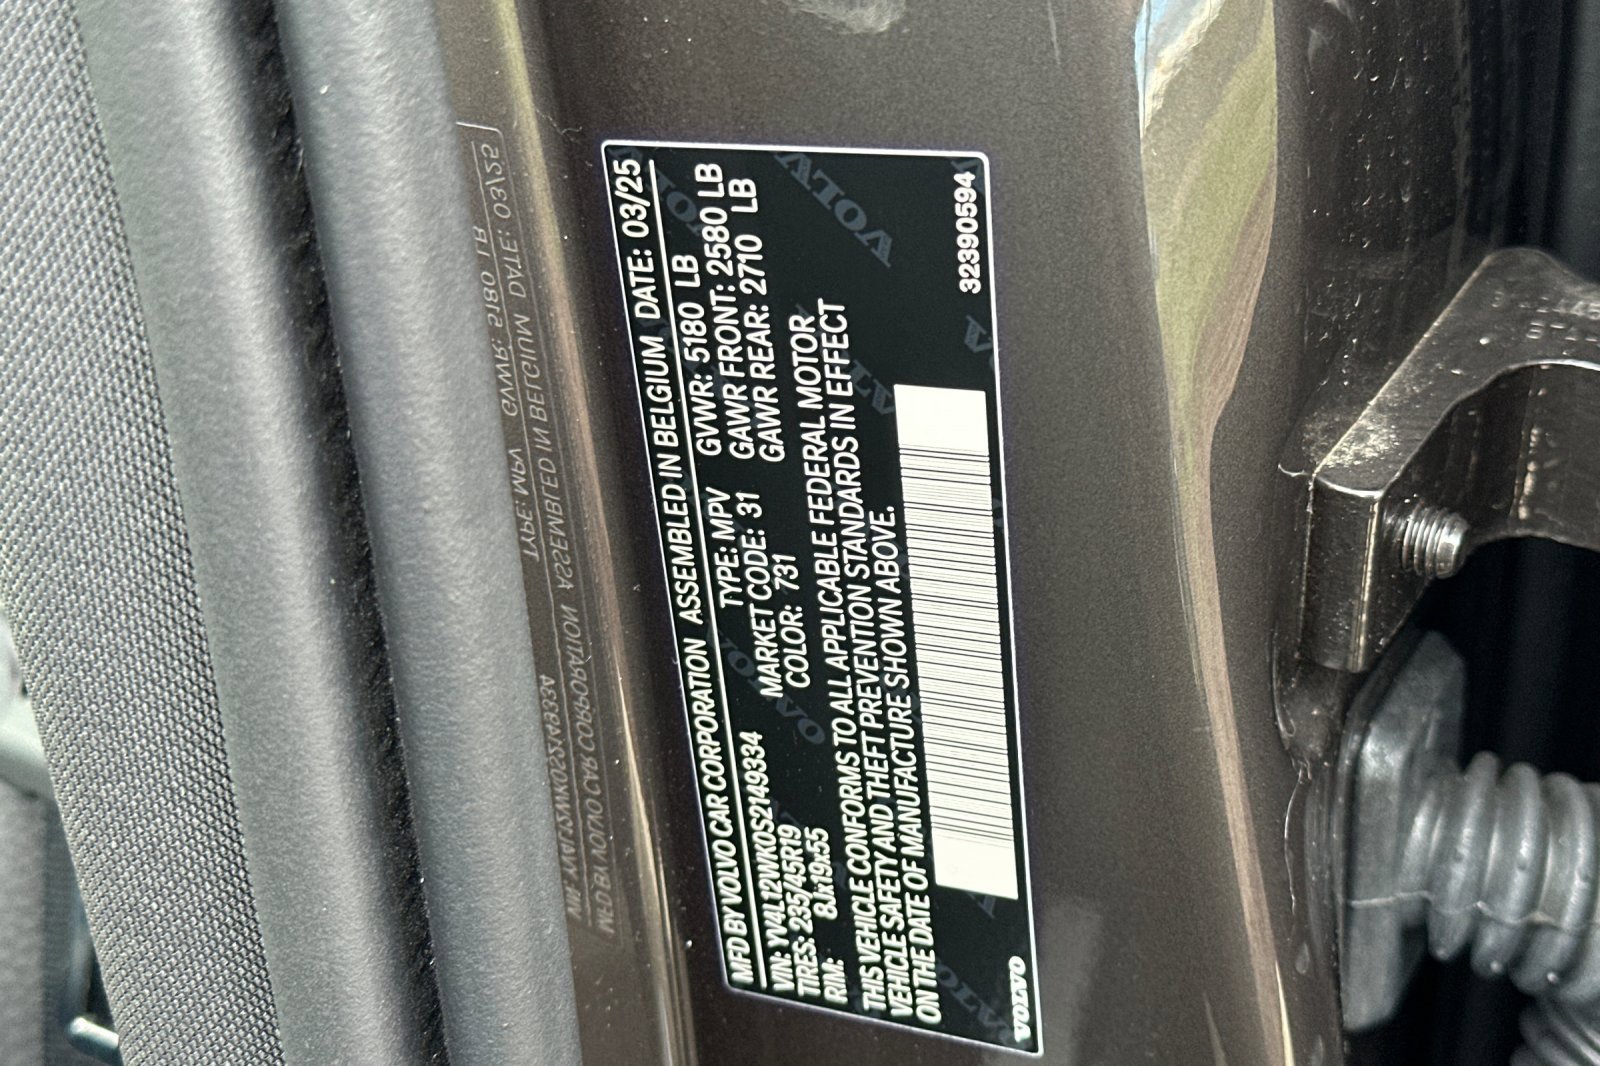 MFD BY VOLVO CAR CORPORATION ASSEMBLED IN BELGIUM DATE: 03/25
VIN: YV4L12WK0S2149334 TYPE: MPV GVWR: 5180 LB
TIRES: 235/45R19 MARKET CODE: 31 GAWR FRONT: 2580 LB
RIM: 8Jx19x55 COLOR: 731 GAWR REAR: 2710 LB
THIS VEHICLE CONFORMS TO ALL APPLICABLE FEDERAL MOTOR
VEHICLE SAFETY AND THEFT PREVENTION STANDARDS IN EFFECT
ON THE DATE OF MANUFACTURE SHOWN ABOVE.
VOLVO
32390594